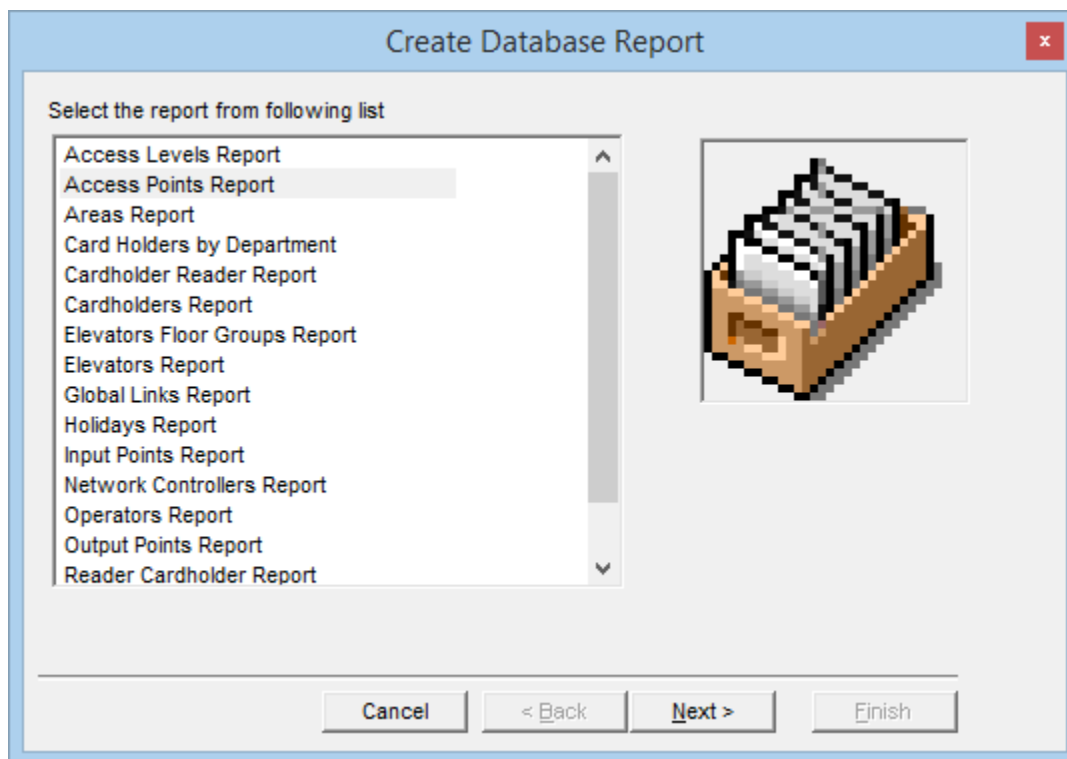 Create Database Report
x
Select the report from following list
Access Levels Report
Access Points Report
Areas Report
Card Holders by Department
Cardholder Reader Report
Cardholders Report
Elevators Floor Groups Report
Elevators Report
Global Links Report
Holidays Report
Input Points Report
Network Controllers Report
Operators Report
Output Points Report
Reader Cardholder Report
Cancel < Back Next > Finish